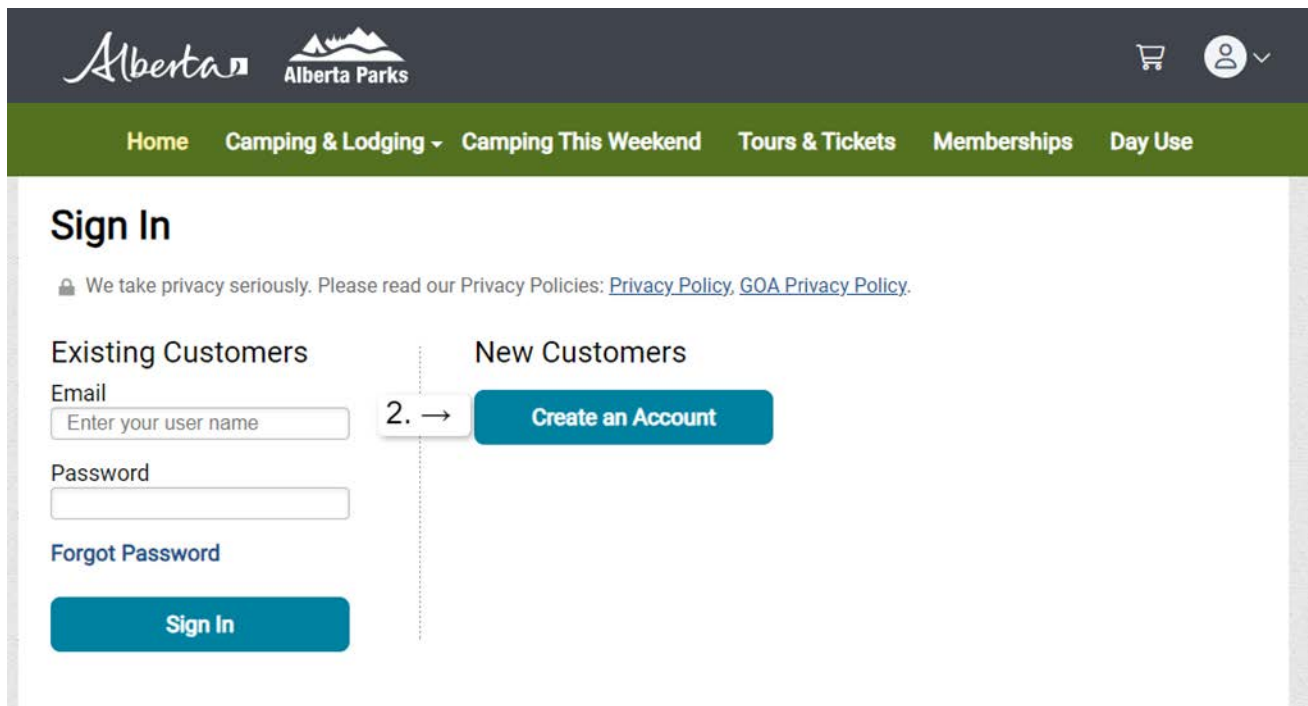 Alberta
Alberta Parks
Home Camping & Lodging Camping This Weekend Tours & Tickets Memberships Day Use
Sign In
We take privacy seriously. Please read our Privacy Policies: Privacy Policy, GOA Privacy Policy.
Existing Customers
Email
Enter your user name
Password
Forgot Password
Sign In
New Customers
2. → Create an Account